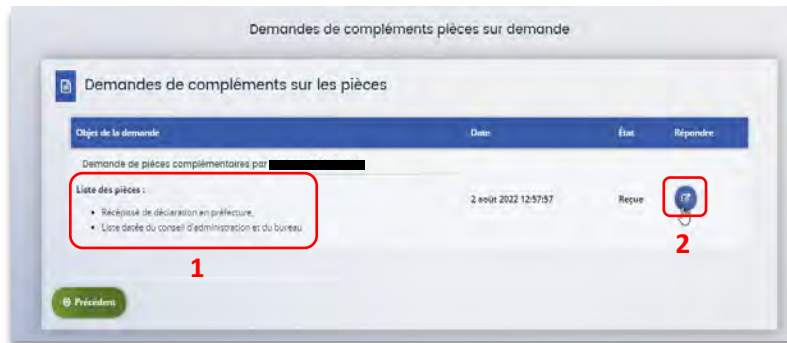 Demandes de compléments pièces sur demande
Demandes de compléments sur les pièces
Objet de la demande Date État Répondre
Demande de pièces complémentaires par
Liste des pièces :
2 août 2022 12:57:57 Reçue
• Récépissé de déclaration en préfecture,
• Liste datée du conseil d'administration et du bureau
1
2
Précédent